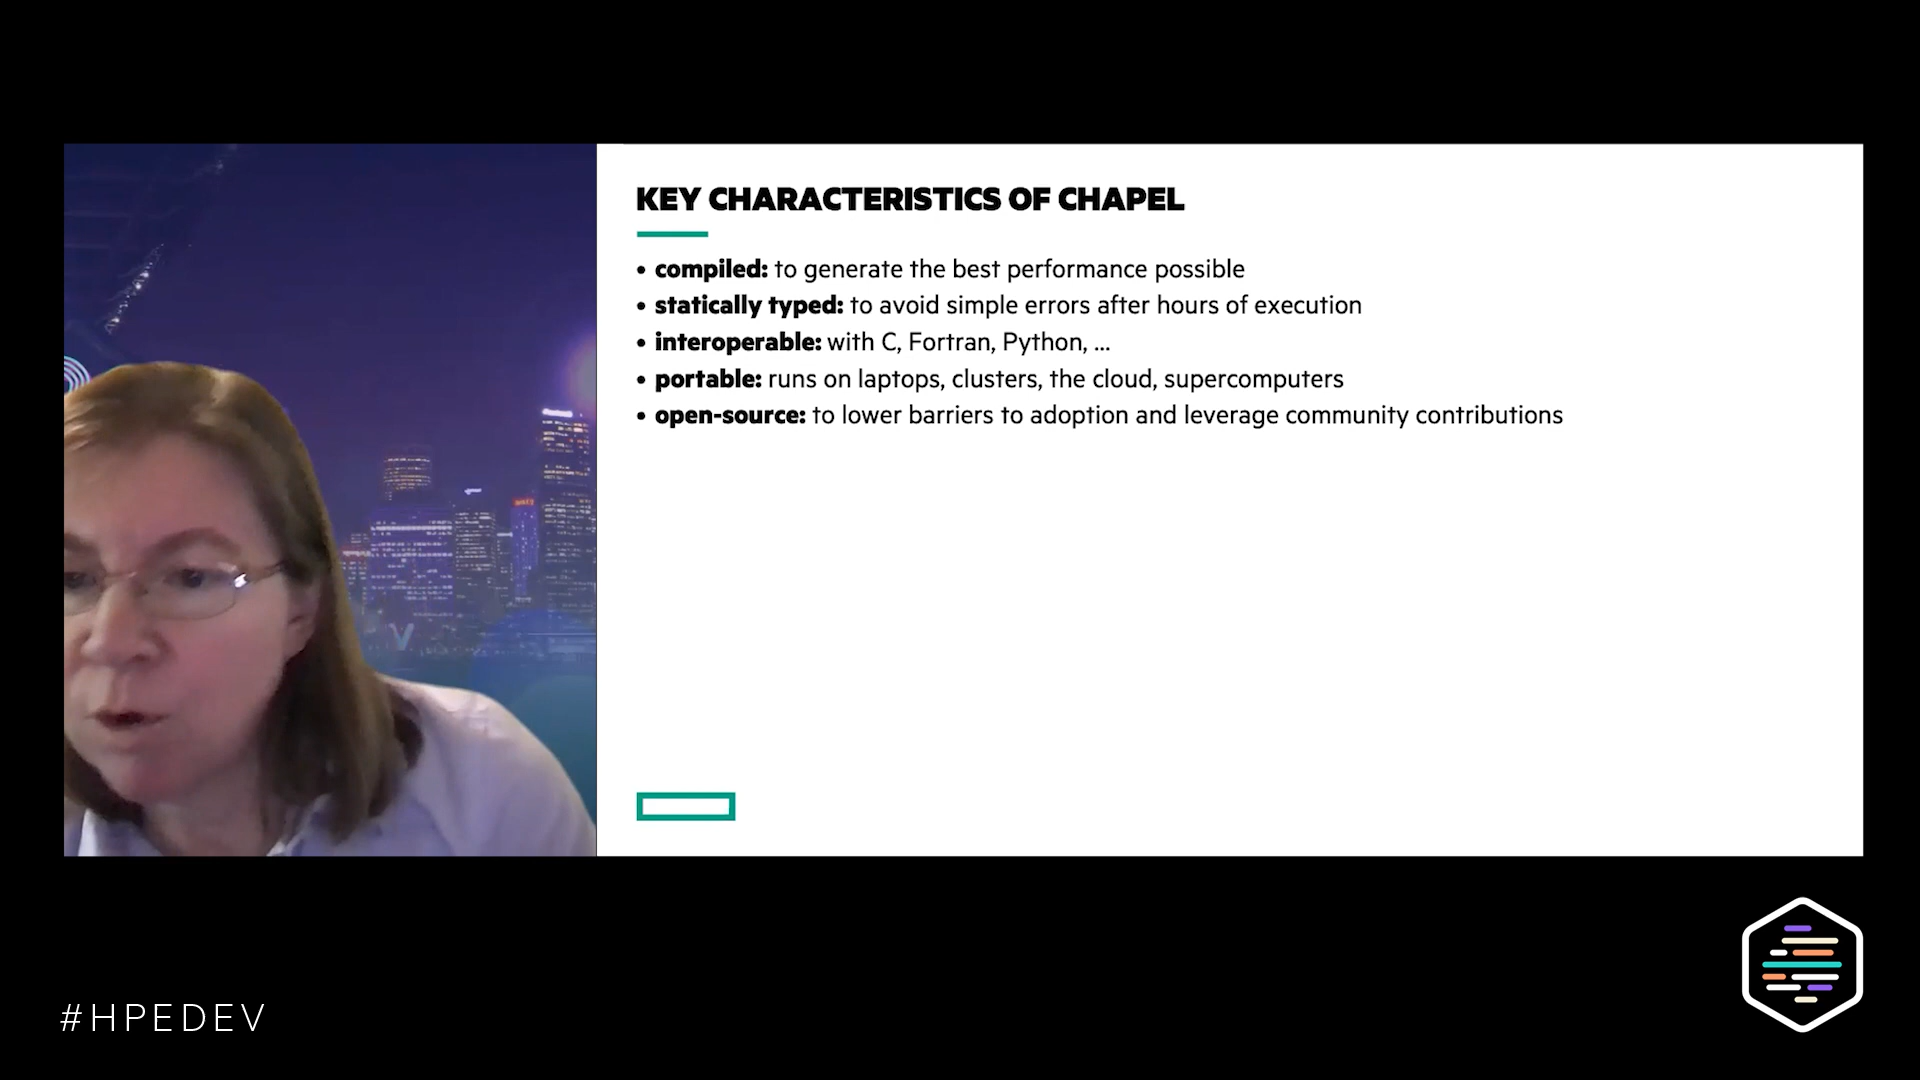 KEY CHARACTERISTICS OF CHAPEL
• compiled: to generate the best performance possible
• statically typed: to avoid simple errors after hours of execution
• interoperable: with C, Fortran, Python, ...
• portable: runs on laptops, clusters, the cloud, supercomputers
• open-source: to lower barriers to adoption and leverage community contributions
#HPEDEV